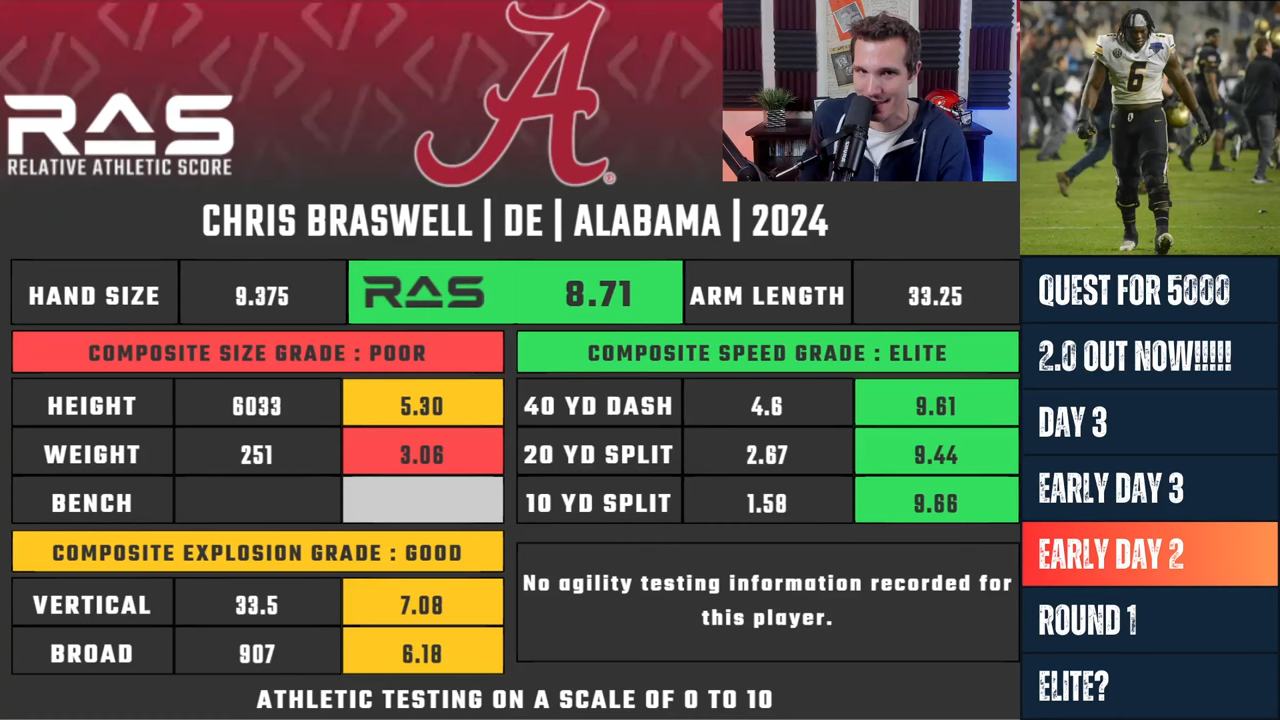 RAS
RELATIVE ATHLETIC SCORE
A
CHRIS BRASWELL | DE | ALABAMA | 2024
HAND SIZE 9.375 RAS 8.71 ARM LENGTH 33.25
COMPOSITE SIZE GRADE : POOR
HEIGHT 6033 5.30
WEIGHT 251 3.06
BENCH
COMPOSITE SPEED GRADE : ELITE
40 YD DASH 4.6 9.61
20 YD SPLIT 2.67 9.44
10 YD SPLIT 1.58 9.66
COMPOSITE EXPLOSION GRADE : GOOD
VERTICAL 33.5 7.08
BROAD 907 6.18
No agility testing information recorded for
this player.
ATHLETIC TESTING ON A SCALE OF 0 TO 10
6
QUEST FOR 5000
2.0 OUT NOW!!!!!
DAY 3
EARLY DAY 3
EARLY DAY 2
ROUND 1
ELITE?